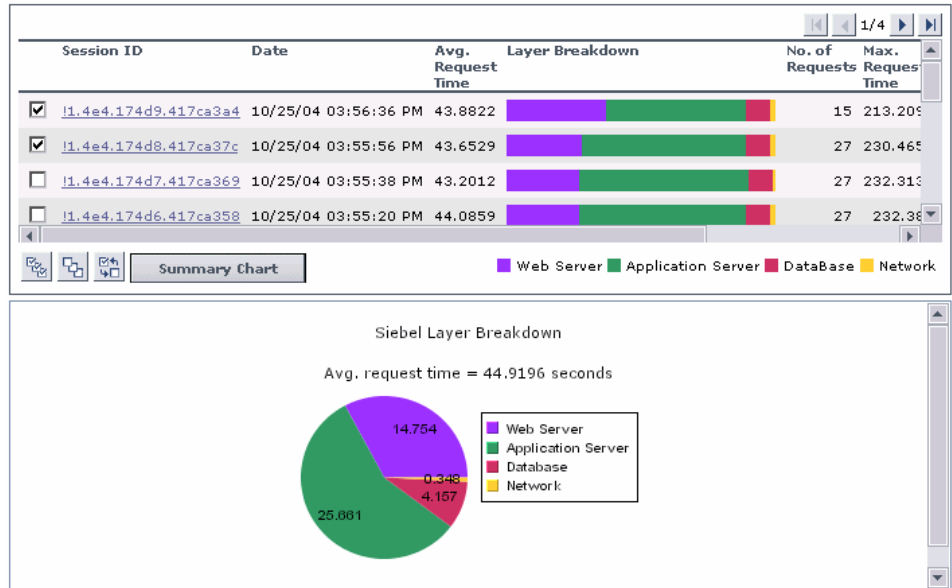 1/4
Session ID Date Avg. Request Time Layer Breakdown No. of Requests Max. Request Time
!1.4e4.174d9.417ca3a4 10/25/04 03:56:36 PM 43.8822 15 213.209
!1.4e4.174d8.417ca37c 10/25/04 03:55:56 PM 43.6529 27 230.465
!1.4e4.174d7.417ca369 10/25/04 03:55:38 PM 43.2012 27 232.313
!1.4e4.174d6.417ca358 10/25/04 03:55:20 PM 44.0859 27 232.38
Summary Chart Web Server Application Server DataBase Network
Siebel Layer Breakdown
Avg. request time = 44.9196 seconds
14.754
0.348
4.157
25.661
Web Server
Application Server
Database
Network